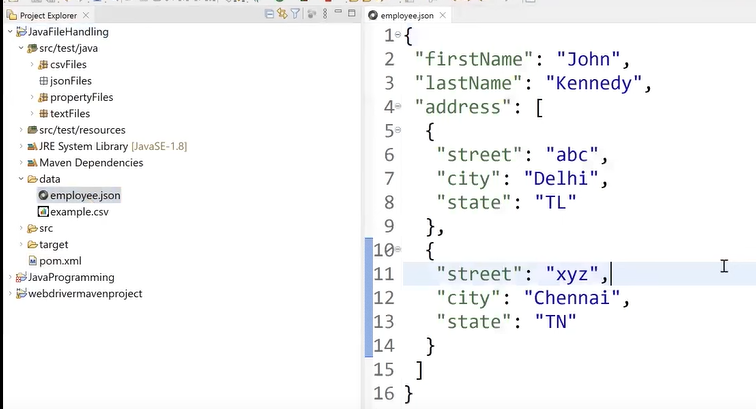 Project Explorer
JavaFileHandling
src/test/java
csvFiles
jsonFiles
propertyFiles
textFiles
src/test/resources
JRE System Library [JavaSE-1.8]
Maven Dependencies
data
employee.json
example.csv
src
target
pom.xml
JavaProgramming
webdrivermavenproject
employee.json
1 {
2 "firstName": "John",
3 "lastName": "Kennedy",
4 "address": [
5 {
6 "street": "abc",
7 "city": "Delhi",
8 "state": "TL"
9 },
10 {
11 "street": "xyz",
12 "city": "Chennai",
13 "state": "TN"
14 }
15 ]
16 }